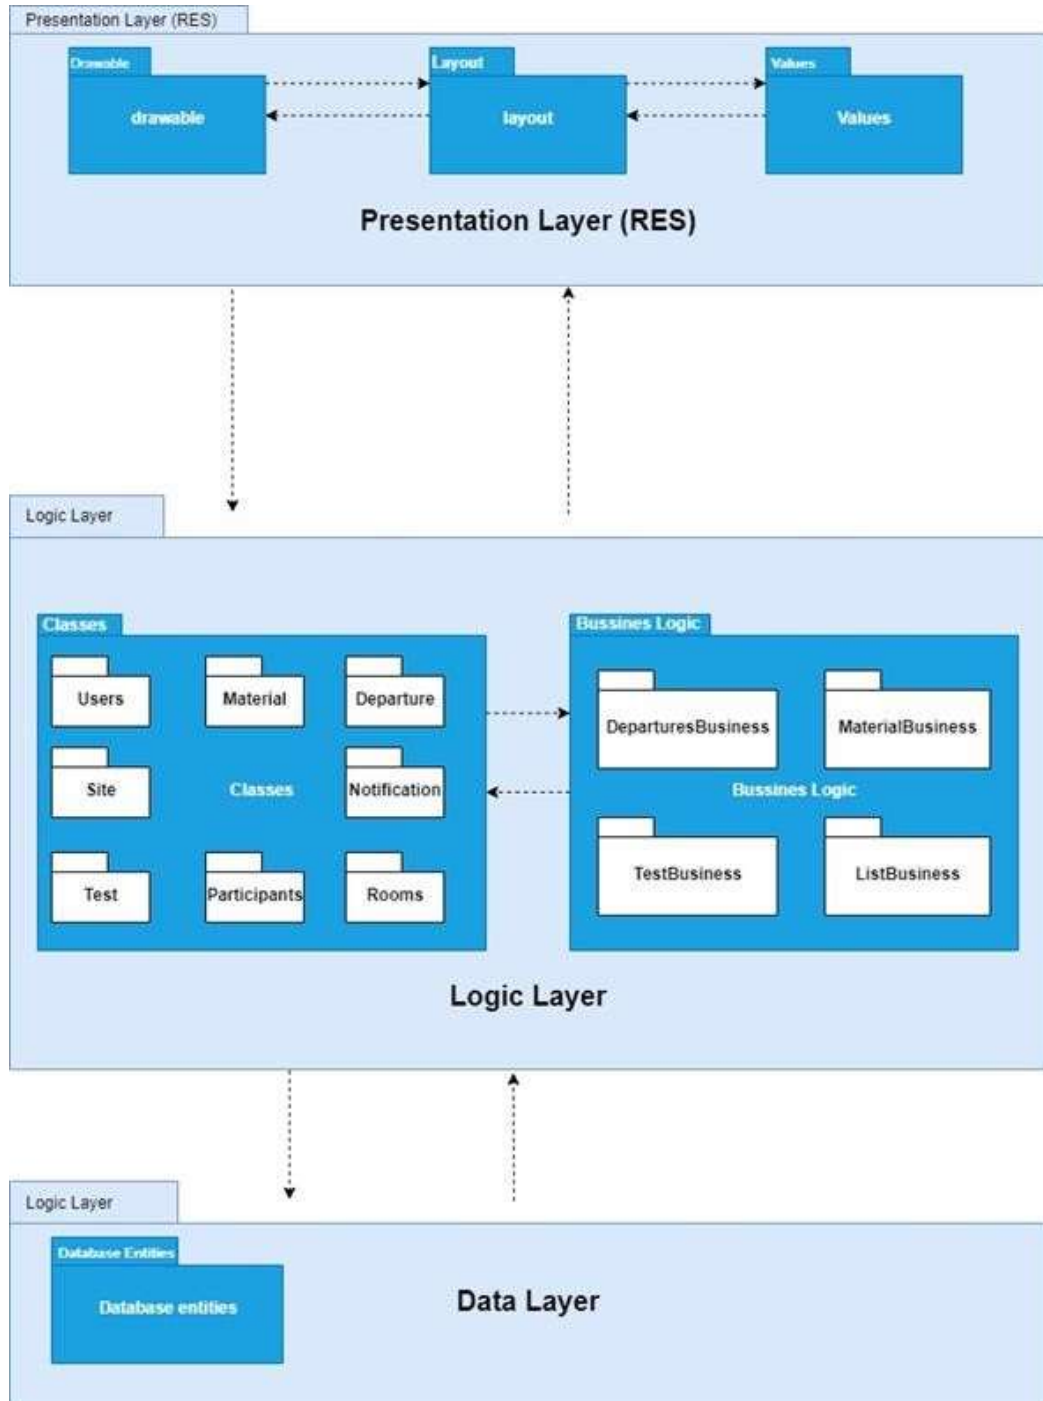 Presentation Layer (RES)
Drawable
Layout
Values
drawable
layout
Values
Presentation Layer (RES)
Logic Layer
Classes
Bussines Logic
Users
Material
Departure
DeparturesBusiness
MaterialBusiness
Site
Classes
Notification
Bussines Logic
Test
Participants
Rooms
TestBusiness
ListBusiness
Logic Layer
Logic Layer
Database Entities
Database entities
Data Layer